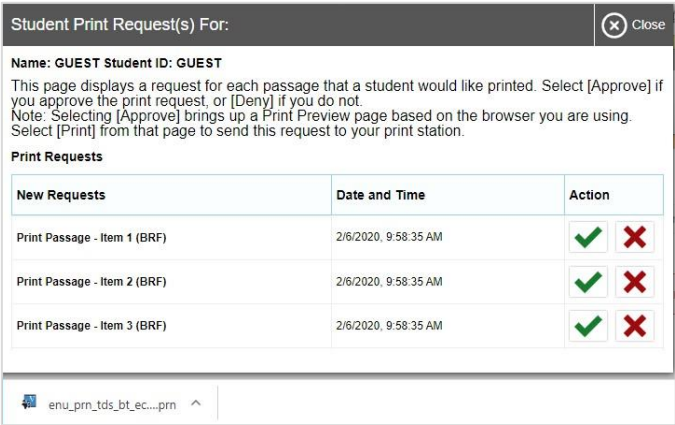 Student Print Request(s) For:
Close
Name: GUEST Student ID: GUEST
This page displays a request for each passage that a student would like printed. Select [Approve] if
you approve the print request, or [Deny] if you do not.
Note: Selecting [Approve] brings up a Print Preview page based on the browser you are using.
Select [Print] from that page to send this request to your print station.
Print Requests
New Requests Date and Time Action
Print Passage - Item 1 (BRF) 2/6/2020, 9:58:35 AM
Print Passage - Item 2 (BRF) 2/6/2020, 9:58:35 AM
Print Passage - Item 3 (BRF) 2/6/2020, 9:58:35 AM
enu_prn_tds_bt_ec....prn